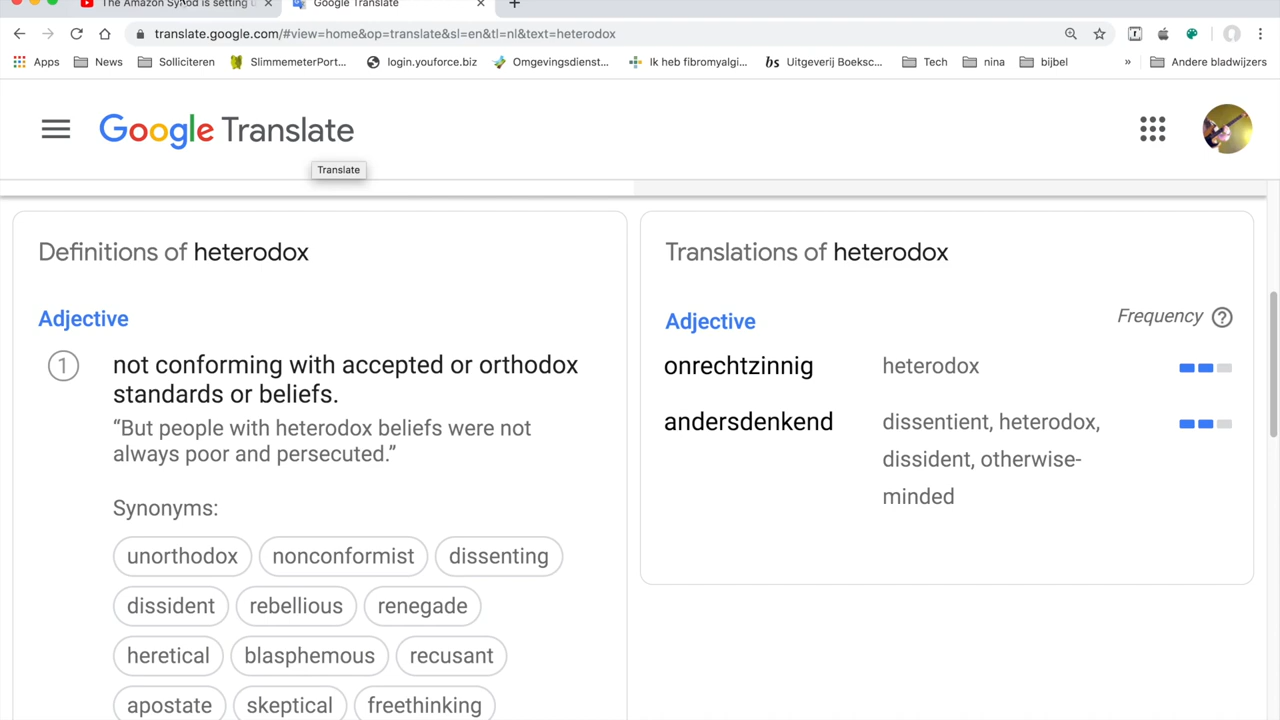 The Amazon Synod is setting u
Google Translate
translate.google.com/#view=home&op=translate&sl=en&tl=nl&text=heterodox
Apps News Solliciteren SlimmemeterPort... login.youforce.biz Omgevingsdienst... Ik heb fibromyalgi... bs Uitgeverij Boeksc... Tech nina bijbel » Andere bladwijzers
Google Translate
Translate
Definitions of heterodox
Adjective
1 not conforming with accepted or orthodox
standards or beliefs.
“But people with heterodox beliefs were not
always poor and persecuted.”
Synonyms:
unorthodox nonconformist dissenting
dissident rebellious renegade
heretical blasphemous recusant
apostate skeptical freethinking
Translations of heterodox
Adjective Frequency ?
onrechtzinnig heterodox
andersdenkend dissentient, heterodox,
dissident, otherwise-
minded